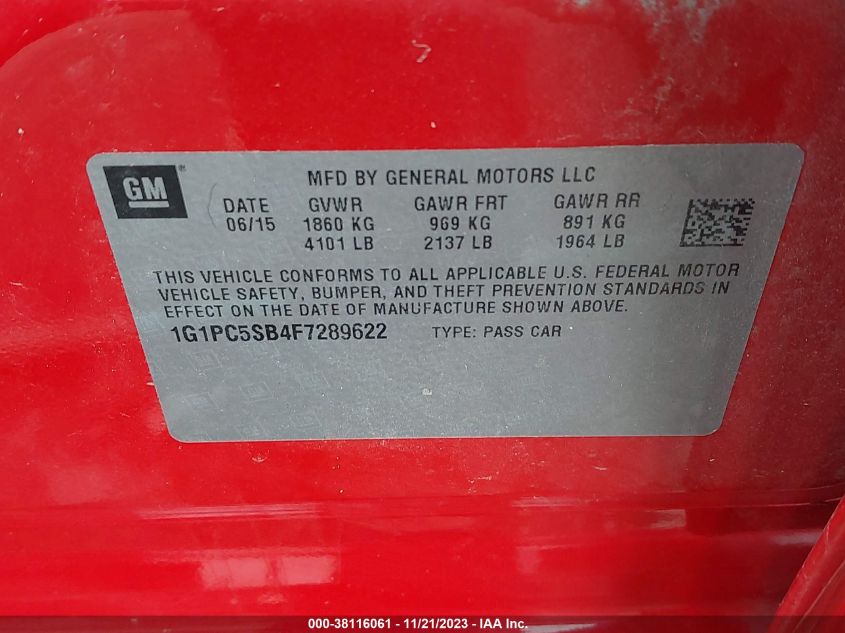 GM ®
MFD BY GENERAL MOTORS LLC
DATE GVWR GAWR FRT GAWR RR
06/15 1860 KG 969 KG 891 KG
4101 LB 2137 LB 1964 LB
THIS VEHICLE CONFORMS TO ALL APPLICABLE U.S. FEDERAL MOTOR
VEHICLE SAFETY, BUMPER, AND THEFT PREVENTION STANDARDS IN
EFFECT ON THE DATE OF MANUFACTURE SHOWN ABOVE.
1G1PC5SB4F7289622 TYPE: PASS CAR
000-38116061 - 11/21/2023 - IAA Inc.